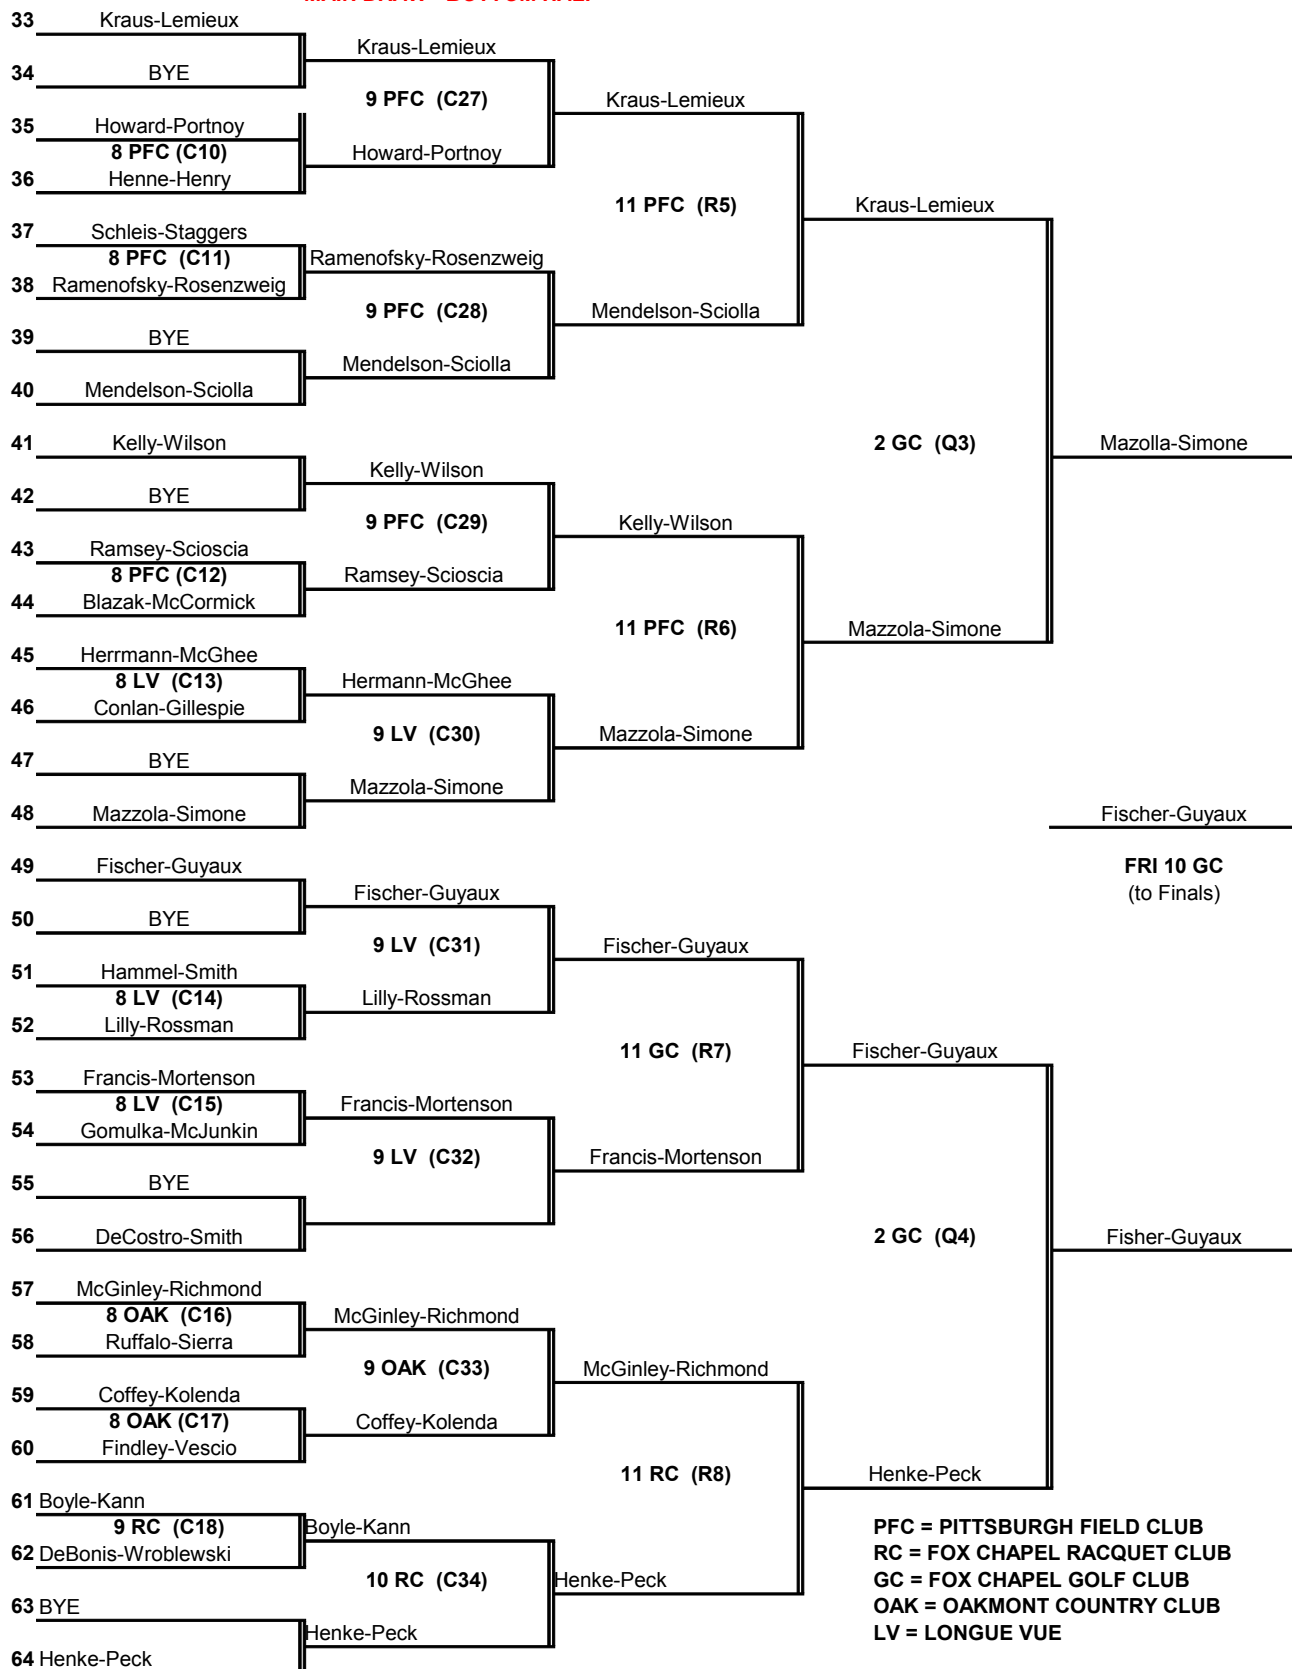 MAIN DRAW - BOTTOM HALF
33 Kraus-Lemieux
Kraus-Lemieux
34 BYE
9 PFC (C27)
Kraus-Lemieux
35 Howard-Portnoy
8 PFC (C10)
Howard-Portnoy
36 Henne-Henry
11 PFC (R5)
Kraus-Lemieux
37 Schleis-Staggers
8 PFC (C11)
Ramenofsky-Rosenzweig
38 Ramenofsky-Rosenzweig
9 PFC (C28)
Mendelson-Sciolla
39 BYE
Mendelson-Sciolla
40 Mendelson-Sciolla
2 GC (Q3)
Mazolla-Simone
41 Kelly-Wilson
Kelly-Wilson
42 BYE
9 PFC (C29)
Kelly-Wilson
43 Ramsey-Scioscia
8 PFC (C12)
Ramsey-Scioscia
44 Blazak-McCormick
11 PFC (R6)
Mazzola-Simone
45 Herrmann-McGhee
8 LV (C13)
Hermann-McGhee
46 Conlan-Gillespie
9 LV (C30)
Mazzola-Simone
47 BYE
Mazzola-Simone
48 Mazzola-Simone
Fischer-Guyaux
FRI 10 GC
(to Finals)
49 Fischer-Guyaux
Fischer-Guyaux
50 BYE
9 LV (C31)
Fischer-Guyaux
51 Hammel-Smith
8 LV (C14)
Lilly-Rossman
52 Lilly-Rossman
11 GC (R7)
Fischer-Guyaux
53 Francis-Mortenson
8 LV (C15)
Francis-Mortenson
54 Gomulka-McJunkin
9 LV (C32)
Francis-Mortenson
55 BYE
56 DeCostro-Smith
2 GC (Q4)
Fisher-Guyaux
57 McGinley-Richmond
8 OAK (C16)
McGinley-Richmond
58 Ruffalo-Sierra
9 OAK (C33)
McGinley-Richmond
59 Coffey-Kolenda
8 OAK (C17)
Coffey-Kolenda
60 Findley-Vescio
11 RC (R8)
Henke-Peck
61 Boyle-Kann
9 RC (C18)
Boyle-Kann
62 DeBonis-Wroblewski
10 RC (C34)
Henke-Peck
63 BYE
Henke-Peck
64 Henke-Peck
PFC = PITTSBURGH FIELD CLUB
RC = FOX CHAPEL RACQUET CLUB
GC = FOX CHAPEL GOLF CLUB
OAK = OAKMONT COUNTRY CLUB
LV = LONGUE VUE